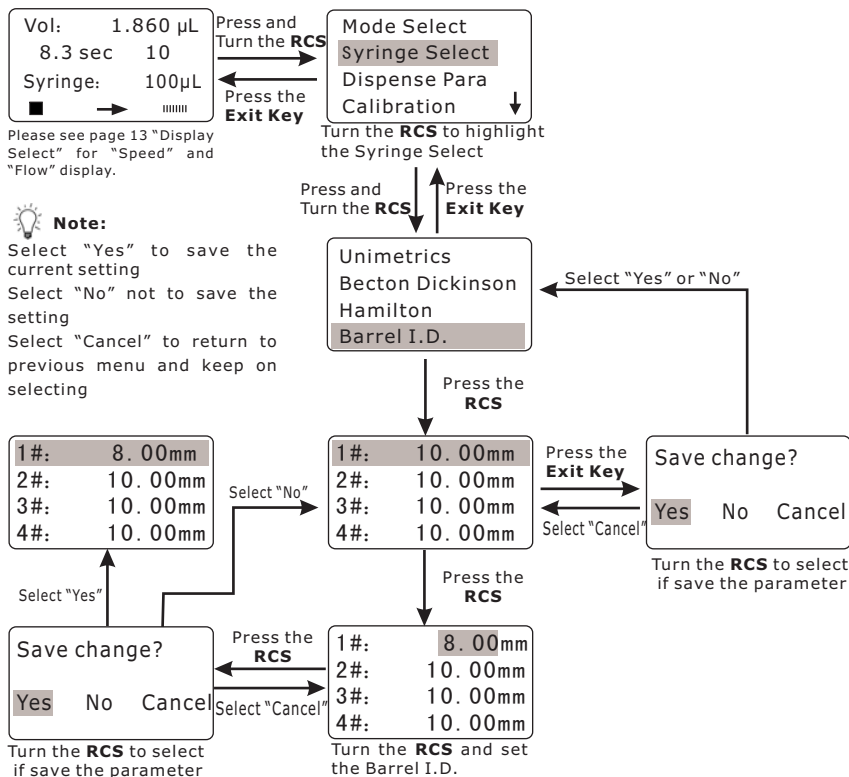 Vol: 1.860 µL
8.3 sec 10
Syringe: 100µL
Please see page 13 “Display
Select” for “Speed” and
“Flow” display.
Press and
Turn the RCS
Press the
Exit Key
Mode Select
Syringe Select
Dispense Para
Calibration
Turn the RCS to highlight
the Syringe Select
Press and
Turn the RCS
Press the
Exit Key
Note:
Select “Yes” to save the
current setting
Select “No” not to save the
setting
Select “Cancel” to return to
previous menu and keep on
selecting
Unimetrics
Becton Dickinson
Hamilton
Barrel I.D.
Select “Yes” or “No”
Press the
RCS
1#: 8.00mm
2#: 10.00mm
3#: 10.00mm
4#: 10.00mm
Select “No”
1#: 10.00mm
2#: 10.00mm
3#: 10.00mm
4#: 10.00mm
Press the
Exit Key
Select “Cancel”
Save change?
Yes No Cancel
Turn the RCS to select
if save the parameter
Select “Yes”
Press the
RCS
Save change?
Yes No Cancel
Turn the RCS to select
if save the parameter
Press the
RCS
Select “Cancel”
1#: 8.00mm
2#: 10.00mm
3#: 10.00mm
4#: 10.00mm
Turn the RCS and set
the Barrel I.D.